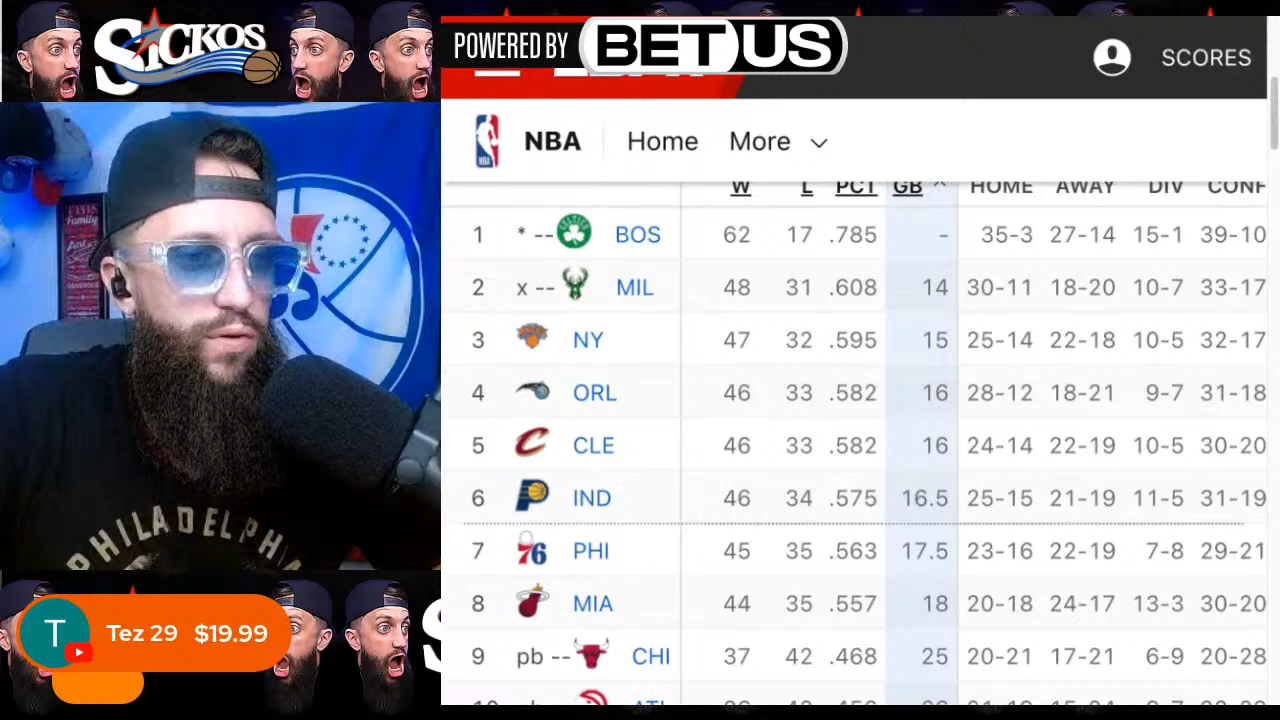 SiCKOS
POWERED BY BETUS
SCORES
NBA Home More
W L PCT GB HOME AWAY DIV CONF
1 * -- BOS 62 17 .785 - 35-3 27-14 15-1 39-10
2 x -- MIL 48 31 .608 14 30-11 18-20 10-7 33-17
3 NY 47 32 .595 15 25-14 22-18 10-5 32-17
4 ORL 46 33 .582 16 28-12 18-21 9-7 31-18
5 CLE 46 33 .582 16 24-14 22-19 10-5 30-20
6 IND 46 34 .575 16.5 25-15 21-19 11-5 31-19
7 76 PHI 45 35 .563 17.5 23-16 22-19 7-8 29-21
8 MIA 44 35 .557 18 20-18 24-17 13-3 30-20
9 pb -- CHI 37 42 .468 25 20-21 17-21 6-9 20-28
Family
PHILADELPH
T Tez 29 $19.99